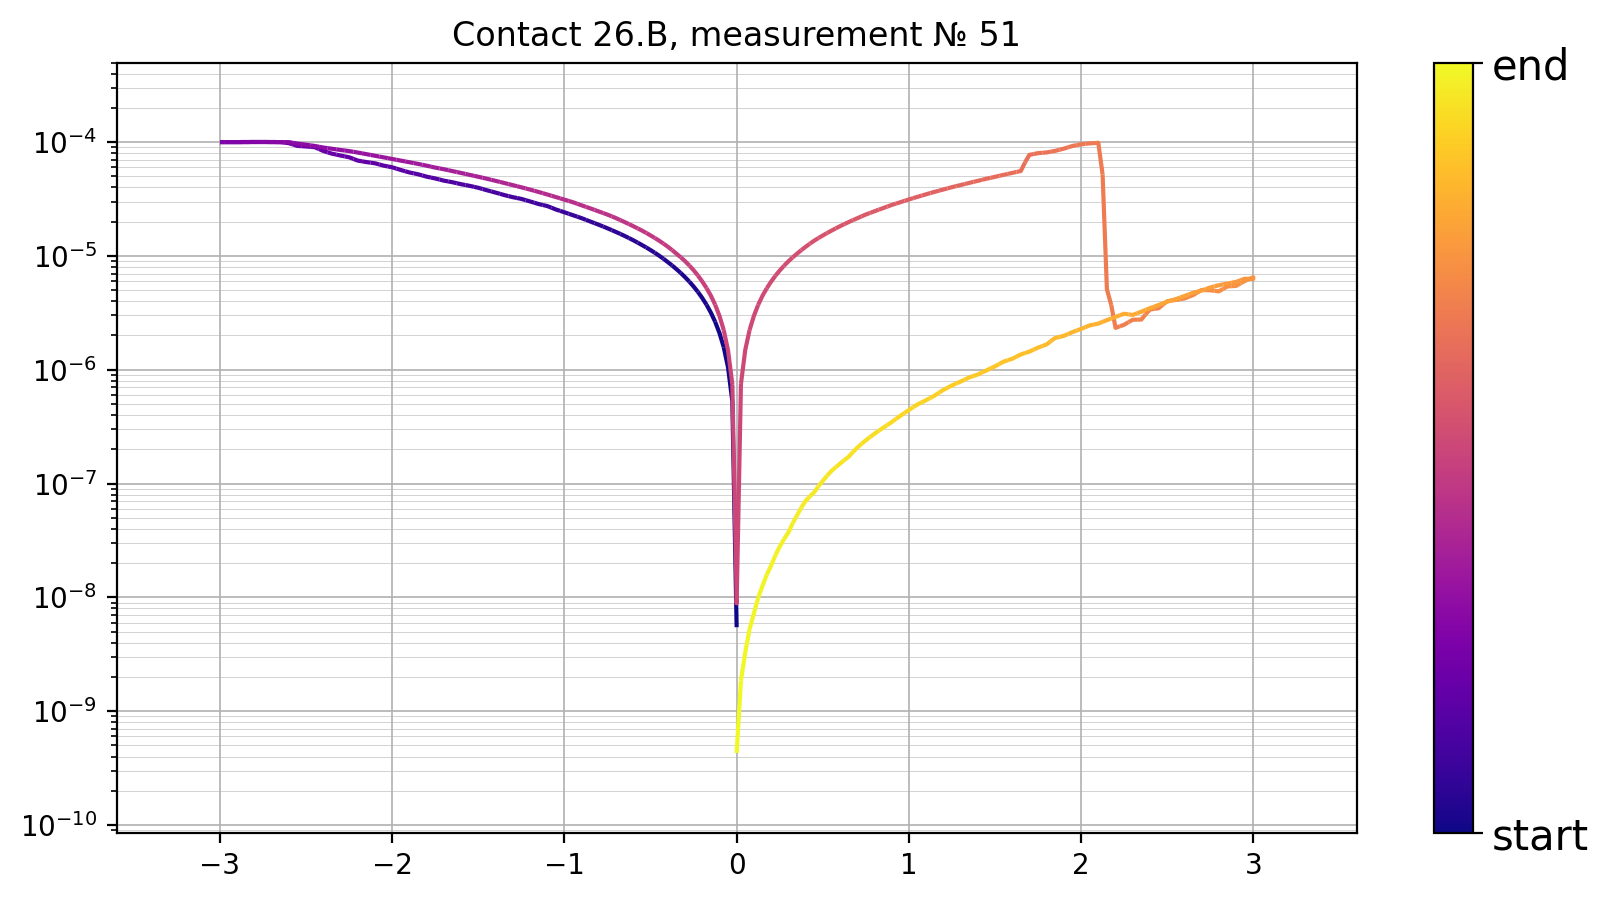 Contact 26.B, measurement № 51
10⁻⁴
10⁻⁵
10⁻⁶
10⁻⁷
10⁻⁸
10⁻⁹
10⁻¹⁰
−3 −2 −1 0 1 2 3
end
start